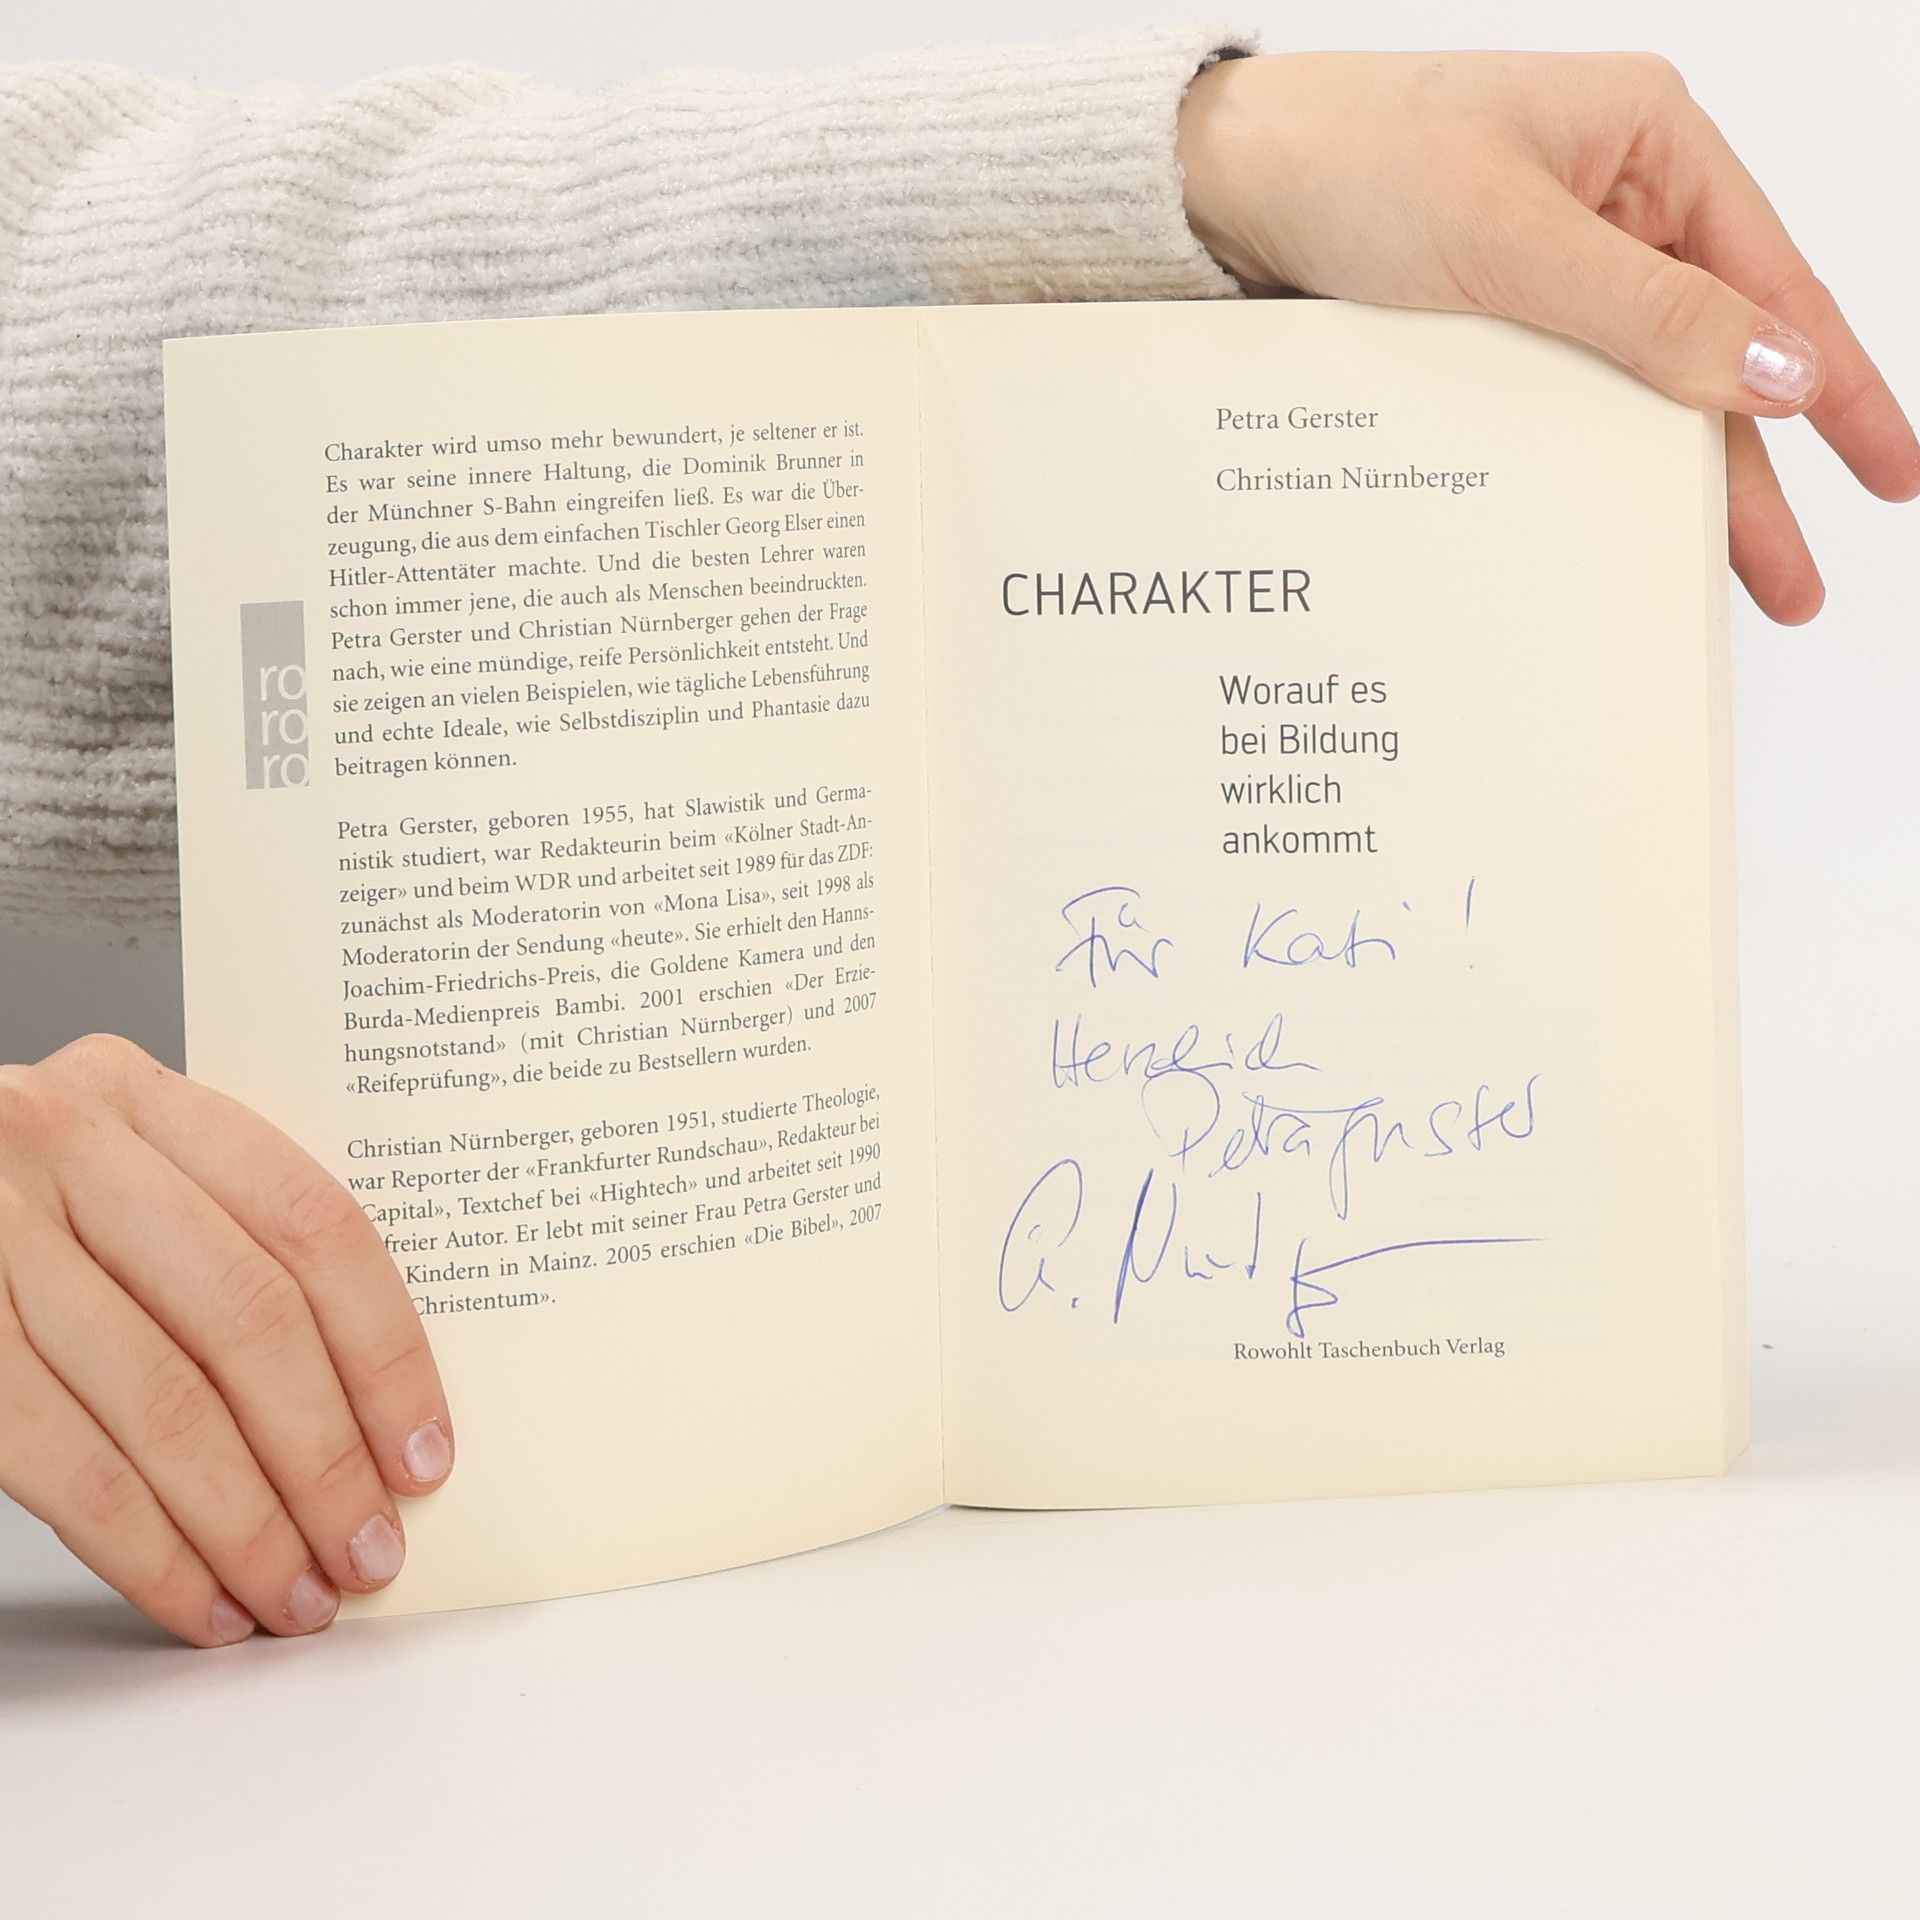 Charakter wird umso mehr bewundert, je seltener er ist.
Es war seine innere Haltung, die Dominik Brunner in
der Münchner S-Bahn eingreifen ließ. Es war die Über-
zeugung, die aus dem einfachen Tischler Georg Elser einen
Hitler-Attentäter machte. Und die besten Lehrer waren
schon immer jene, die auch als Menschen beeindruckten.
Petra Gerster und Christian Nürnberger gehen der Frage
nach, wie eine mündige, reife Persönlichkeit entsteht. Und
sie zeigen an vielen Beispielen, wie tägliche Lebensführung
und echte Ideale, wie Selbstdisziplin und Phantasie dazu
beitragen können.
ro
ro
ro
Petra Gerster, geboren 1955, hat Slawistik und Germa-
nistik studiert, war Redakteurin beim «Kölner Stadt-An-
zeiger» und beim WDR und arbeitet seit 1989 für das ZDF:
zunächst als Moderatorin von «Mona Lisa», seit 1998 als
Moderatorin der Sendung «heute». Sie erhielt den Hanns-
Joachim-Friedrichs-Preis, die Goldene Kamera und den
Burda-Medienpreis Bambi. 2001 erschien «Der Erzie-
hungsnotstand» (mit Christian Nürnberger) und 2007
«Reifeprüfung», die beide zu Bestsellern wurden.
Christian Nürnberger, geboren 1951, studierte Theologie,
war Reporter der «Frankfurter Rundschau», Redakteur bei
Capital», Textchef bei «Hightech» und arbeitet seit 1990
freier Autor. Er lebt mit seiner Frau Petra Gerster und
Kindern in Mainz. 2005 erschien «Die Bibel», 2007
Christentum».
Petra Gerster
Christian Nürnberger
CHARAKTER
Worauf es
bei Bildung
wirklich
ankommt
Für Kati!
Herzlich
Petra Gerster
Rowohlt Taschenbuch Verlag